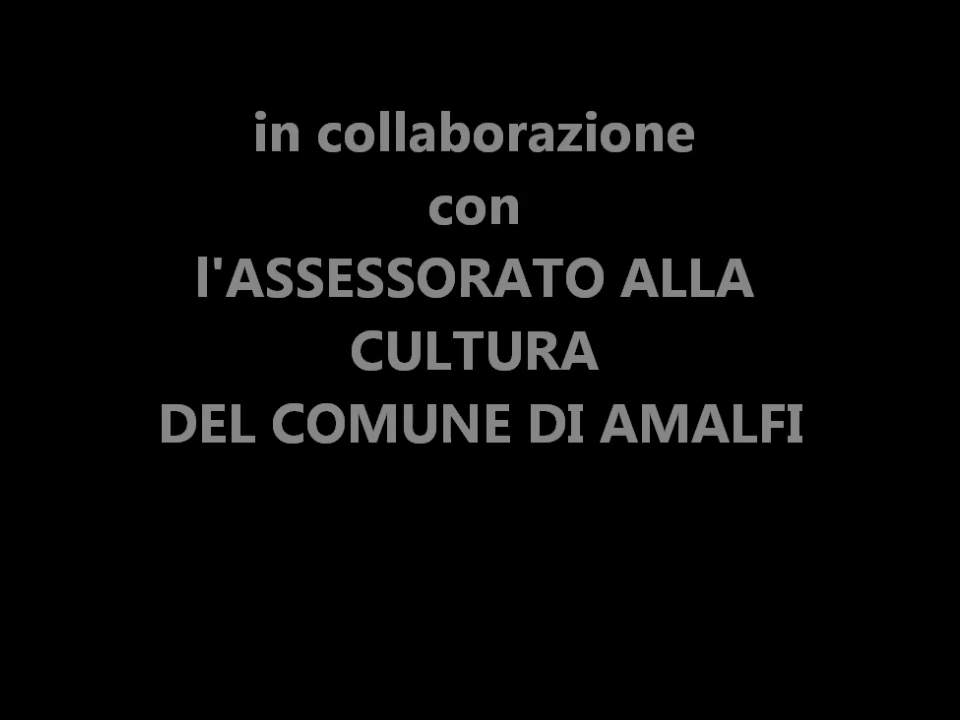 in collaborazione
con
l'ASSESSORATO ALLA
CULTURA
DEL COMUNE DI AMALFI